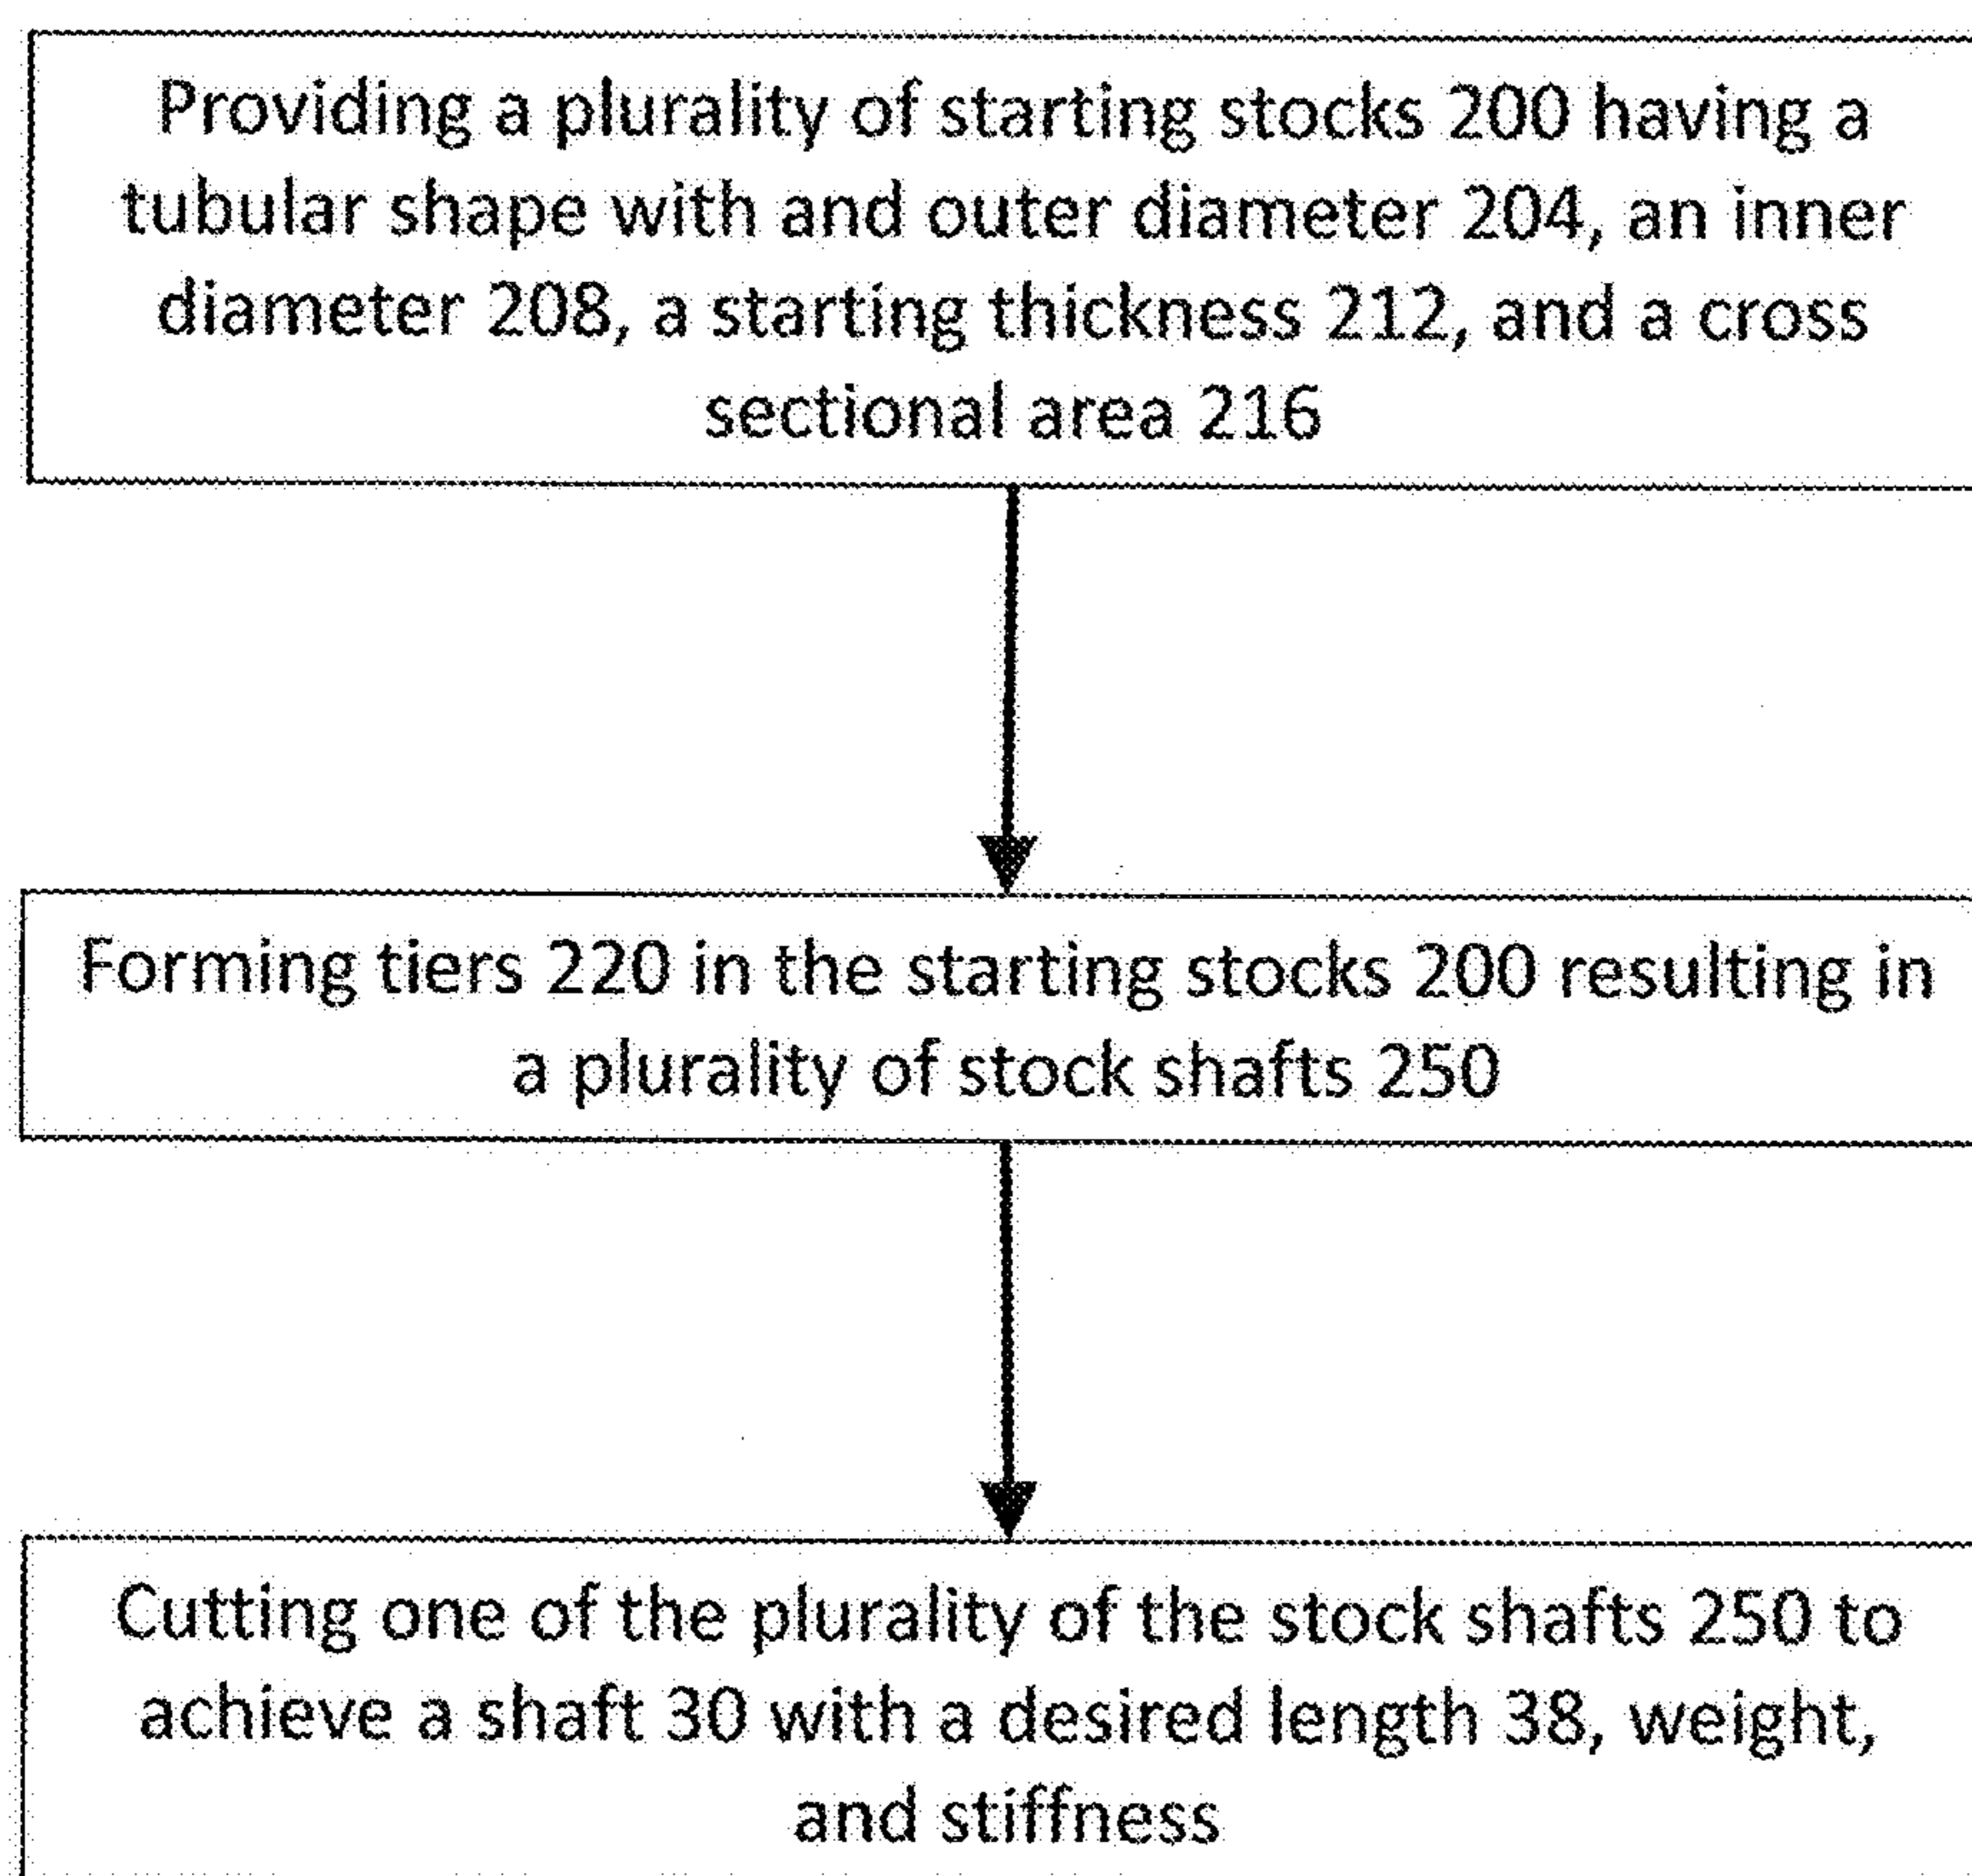 Providing a plurality of starting stocks 200 having a
tubular shape with and outer diameter 204, an inner
diameter 208, a starting thickness 212, and a cross
sectional area 216
Forming tiers 220 in the starting stocks 200 resulting in
a plurality of stock shafts 250
Cutting one of the plurality of the stock shafts 250 to
achieve a shaft 30 with a desired length 38, weight,
and stiffness